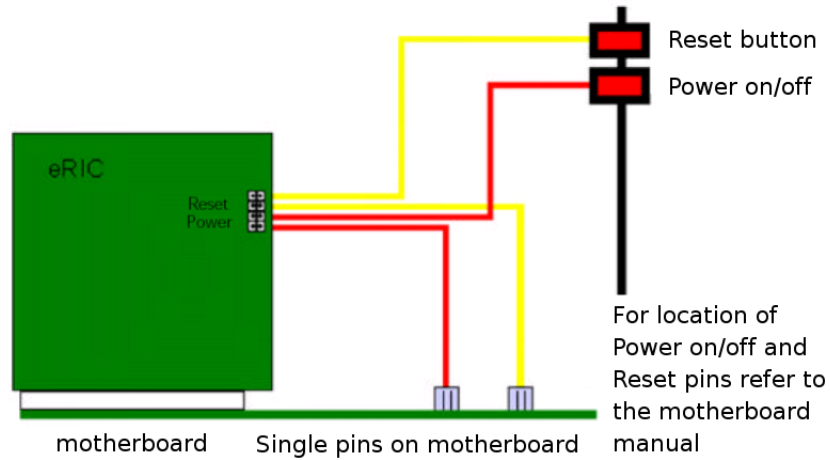 Reset button
Power on/off
eRIC
Reset
Power
For location of
Power on/off and
Reset pins refer to
the motherboard
manual
motherboard
Single pins on motherboard